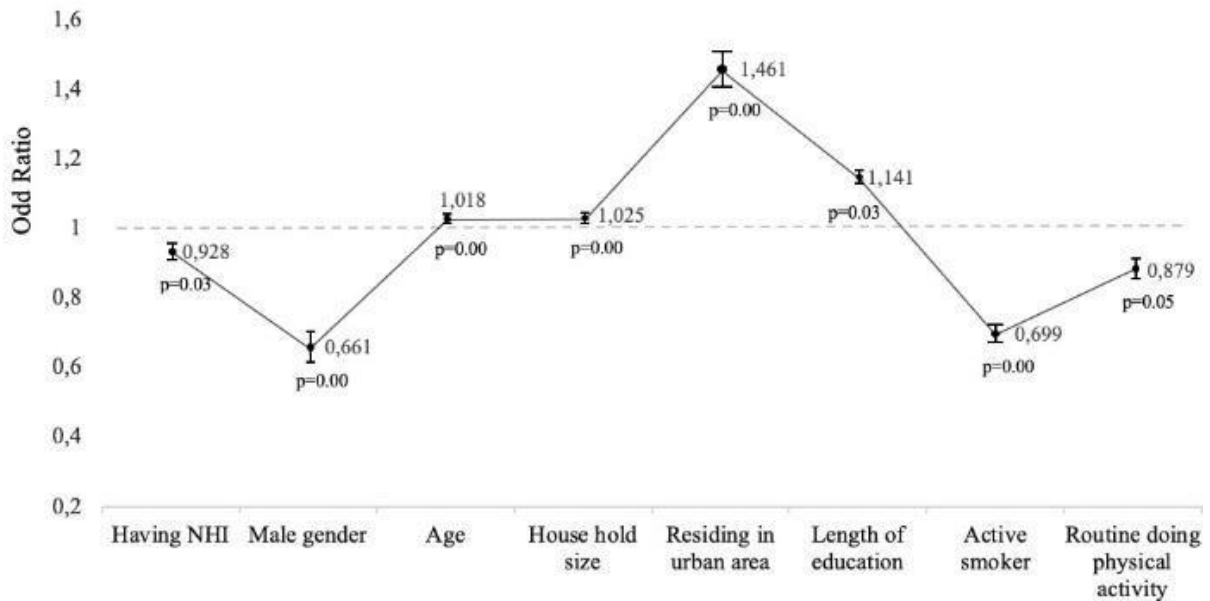 1,6
1,4
1,2
1
0,8
0,6
0,4
0,2
Odd Ratio
0,928
p=0.03
0,661
p=0.00
1,018
p=0.00
1,025
p=0.00
1,461
p=0.00
1,141
p=0.03
0,699
p=0.00
0,879
p=0.05
Having NHI
Male gender
Age
House hold
size
Residing in
urban area
Length of
education
Active
smoker
Routine doing
physical
activity